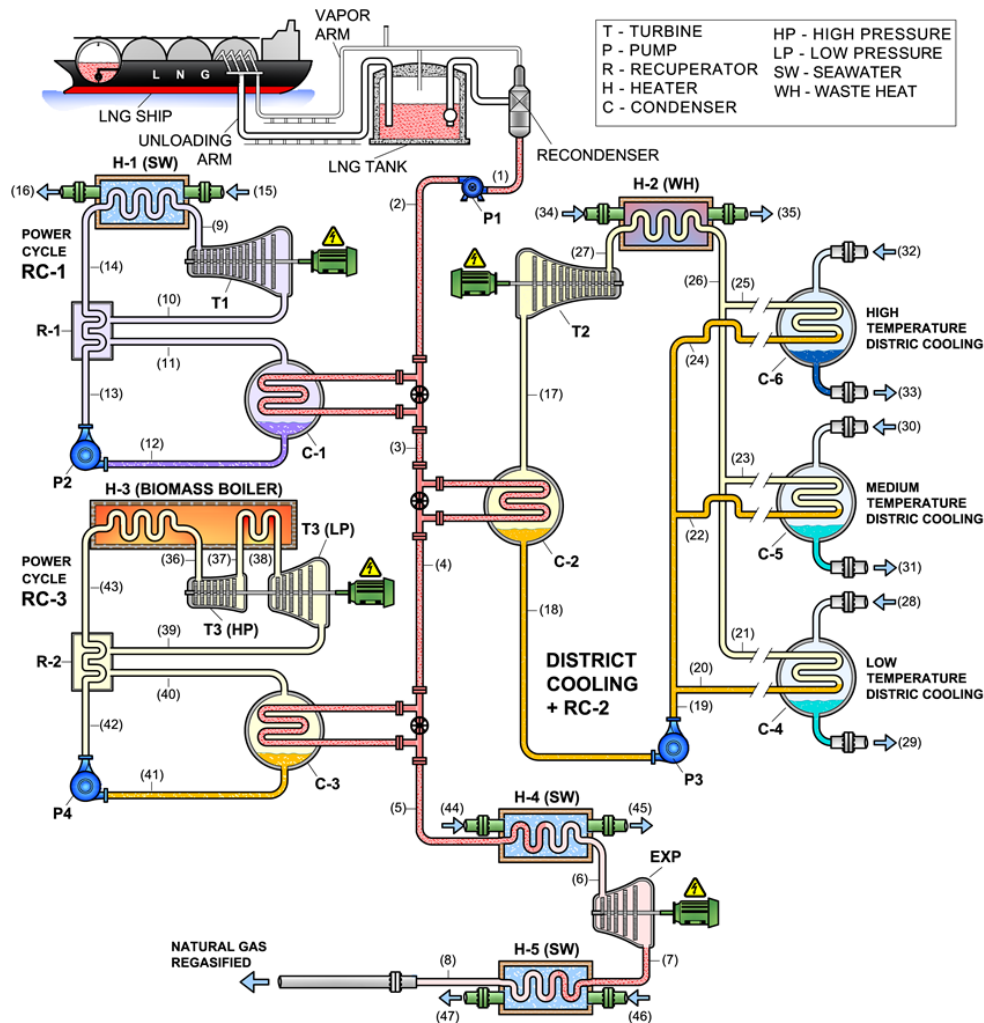 VAPOR
ARM
L N G
LNG SHIP
UNLOADING
ARM
LNG TANK
RECONDENSER
T - TURBINE
P - PUMP
R - RECUPERATOR
H - HEATER
C - CONDENSER
HP - HIGH PRESSURE
LP - LOW PRESSURE
SW - SEAWATER
WH - WASTE HEAT
(1)
(2)
P1
H-1 (SW)
(16)
(15)
POWER
CYCLE
RC-1
(9)
(14)
T1
(10)
R-1
(11)
(13)
(12)
P2
C-1
(3)
H-2 (WH)
(34)
(35)
(27)
T2
(26)
(25)
(32)
HIGH
TEMPERATURE
DISTRIC COOLING
(24)
C-6
(33)
(17)
(30)
(23)
MEDIUM
TEMPERATURE
DISTRIC COOLING
(22)
C-5
(31)
C-2
(4)
(18)
(28)
(21)
LOW
TEMPERATURE
DISTRIC COOLING
(20)
(19)
C-4
(29)
DISTRICT
COOLING
+ RC-2
P3
H-3 (BIOMASS BOILER)
T3 (LP)
POWER
CYCLE
RC-3
(36)
(37)
(38)
(43)
T3 (HP)
(39)
R-2
(40)
(42)
(41)
P4
C-3
(5)
(44)
H-4 (SW)
(45)
EXP
(6)
(7)
H-5 (SW)
(8)
NATURAL GAS
REGASIFIED
(47)
(46)